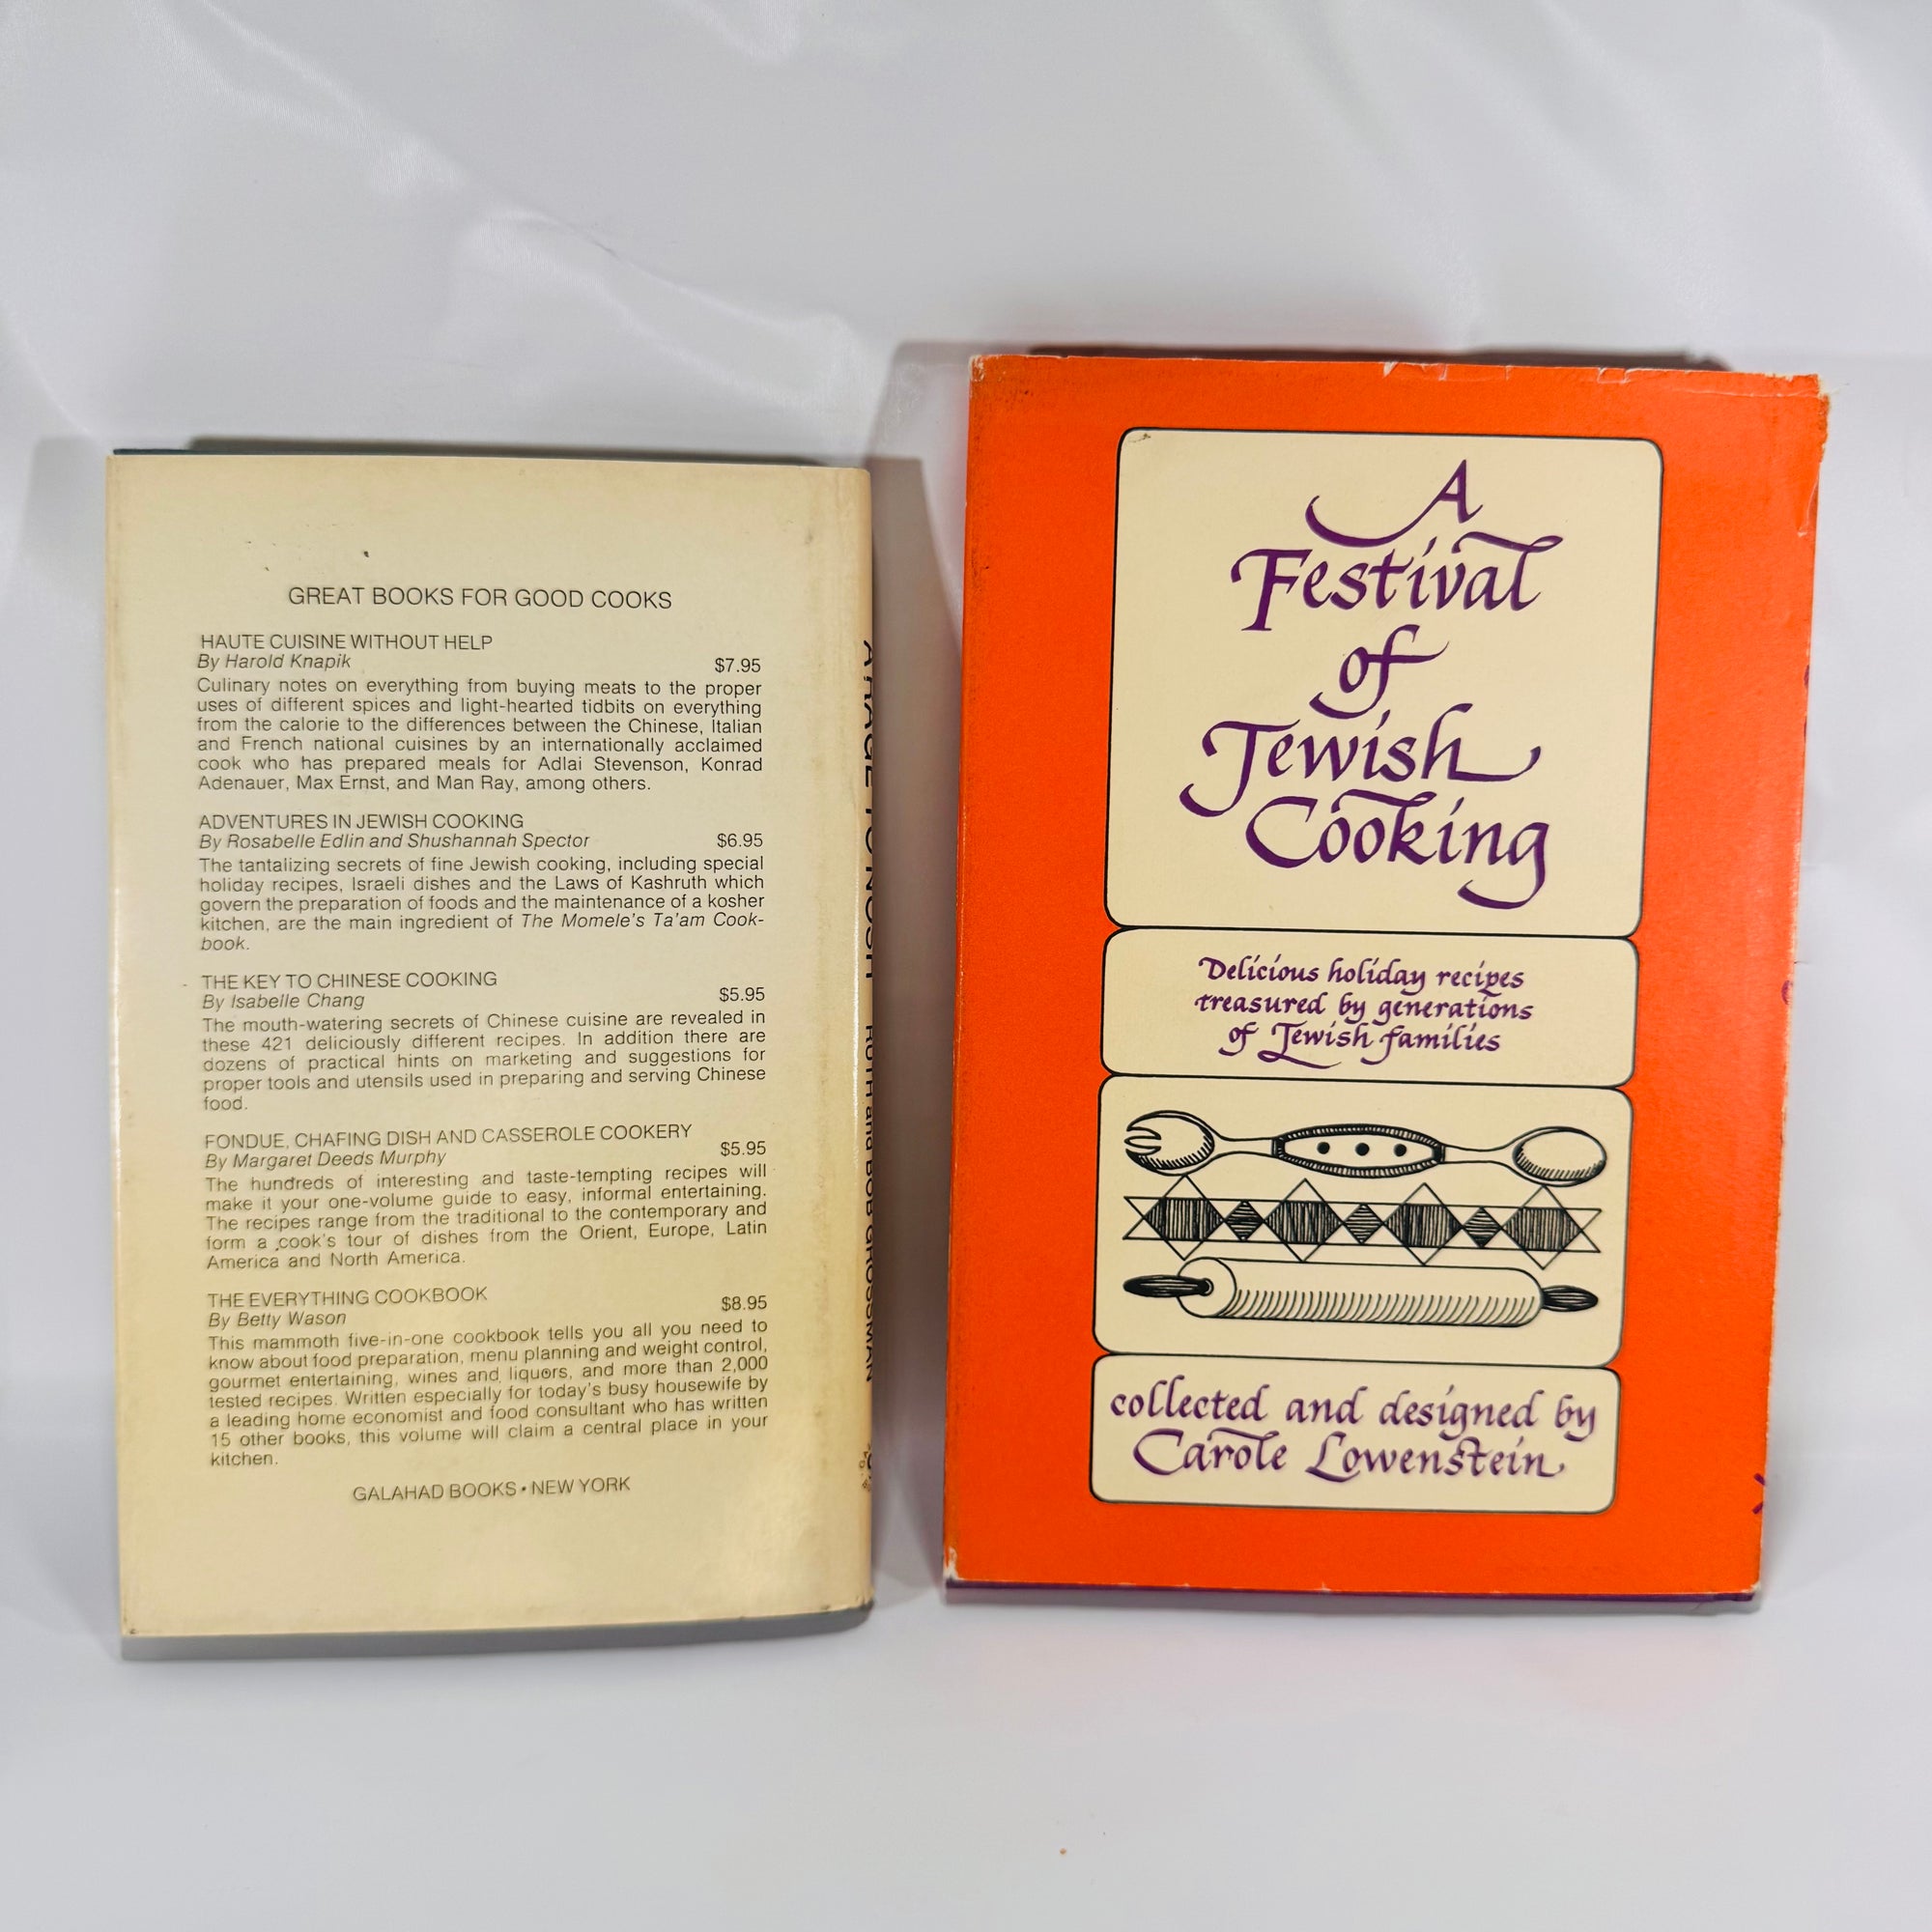 GREAT BOOKS FOR GOOD COOKS
HAUTE CUISINE WITHOUT HELP
By Harold Knapik $7.95
Culinary notes on everything from buying meats to the proper
uses of different spices and light-hearted tidbits on everything
from the calorie to the differences between the Chinese, Italian
and French national cuisines by an internationally acclaimed
cook who has prepared meals for Adlai Stevenson, Konrad
Adenauer, Max Ernst, and Man Ray, among others.
ADVENTURES IN JEWISH COOKING
By Rosabelle Edlin and Shushannah Spector $6.95
The tantalizing secrets of fine Jewish cooking, including special
holiday recipes, Israeli dishes and the Laws of Kashruth which
govern the preparation of foods and the maintenance of a kosher
kitchen, are the main ingredient of The Momele's Ta'am Cook-
book.
THE KEY TO CHINESE COOKING
By Isabelle Chang $5.95
The mouth-watering secrets of Chinese cuisine are revealed in
these 421 deliciously different recipes. In addition there are
dozens of practical hints on marketing and suggestions for
proper tools and utensils used in preparing and serving Chinese
food.
FONDUE, CHAFING DISH AND CASSEROLE COOKERY
By Margaret Deeds Murphy $5.95
The hundreds of interesting and taste-tempting recipes will
make it your one-volume guide to easy, informal entertaining.
The recipes range from the traditional to the contemporary and
form a cook's tour of dishes from the Orient, Europe, Latin
America and North America.
THE EVERYTHING COOKBOOK
By Betty Wason $8.95
This mammoth five-in-one cookbook tells you all you need to
know about food preparation, menu planning and weight control,
gourmet entertaining, wines and liquors, and more than 2,000
tested recipes. Written especially for today's busy housewife by
a leading home economist and food consultant who has written
15 other books, this volume will claim a central place in your
kitchen.
GALAHAD BOOKS • NEW YORK
TO NOSH RUTH and BOB GROSSMAN
A
Festival
of
Jewish
Cooking
Delicious holiday recipes
treasured by generations
of Jewish families
collected and designed by
Carole Lowenstein